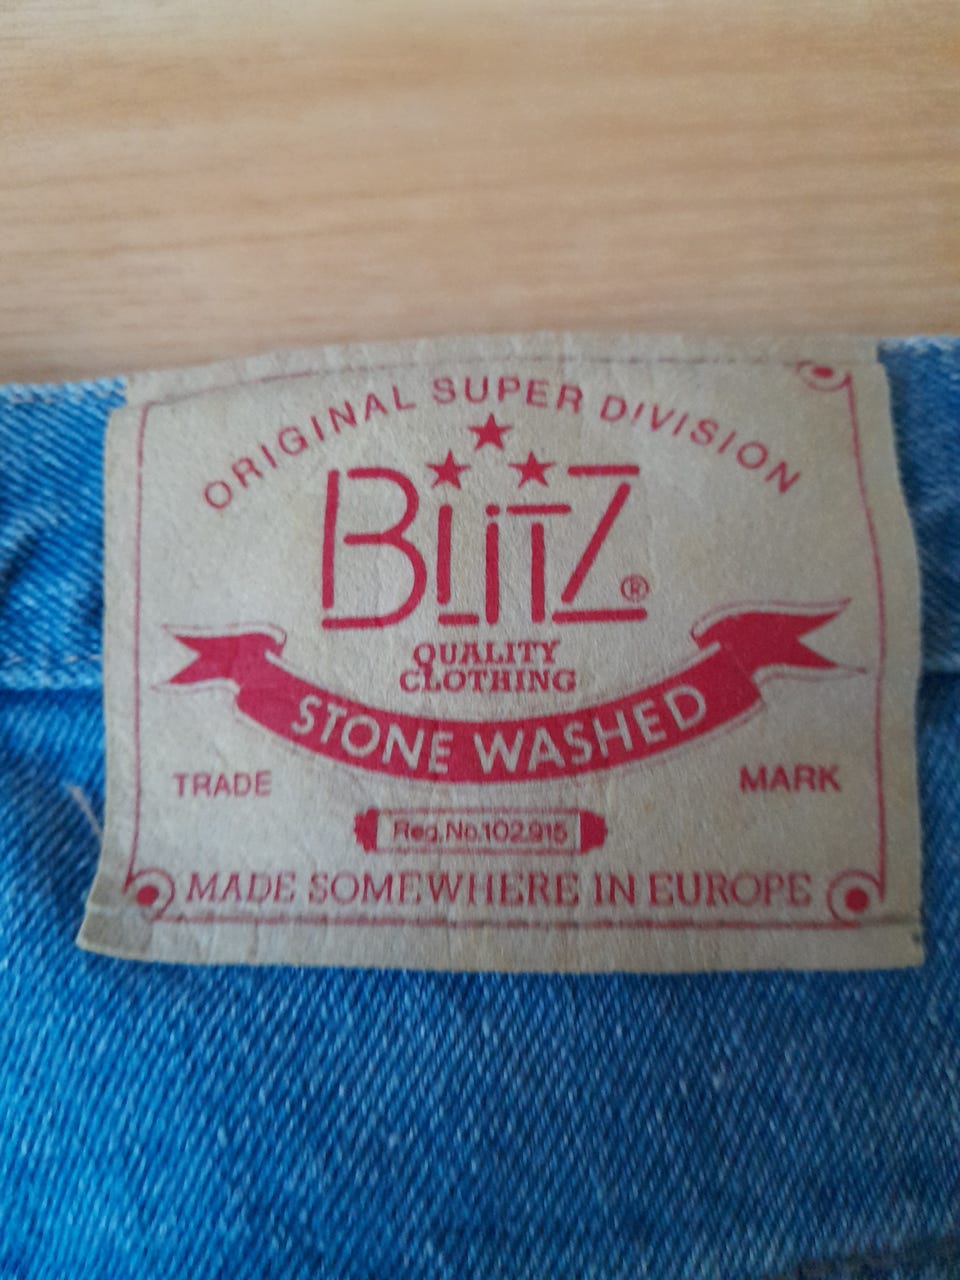 ORIGINAL SUPER DIVISION
BLITZ®
QUALITY
CLOTHING
STONE WASHED
TRADE MARK
Reg.No.102.915
MADE SOMEWHERE IN EUROPE